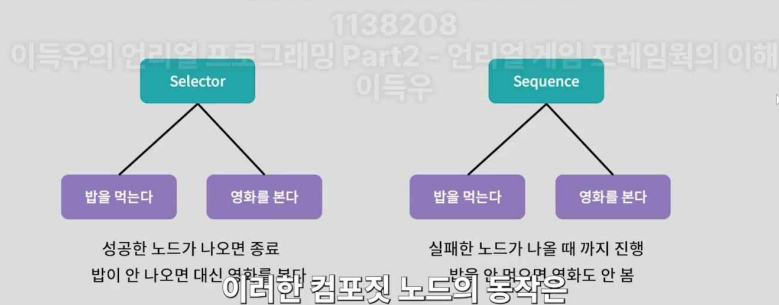 1138208
이득우의 언리얼 프로그래밍 Part2 - 언리얼 게임 프레임웍의 이해
이득우
Selector
밥을 먹는다
영화를 본다
성공한 노드가 나오면 종료
밥이 안 나오면 대신 영화를 본다
Sequence
밥을 먹는다
영화를 본다
실패한 노드가 나올 때 까지 진행
밥을 안 먹으면 영화도 안 봄
이러한 컴포짓 노드의 동작은